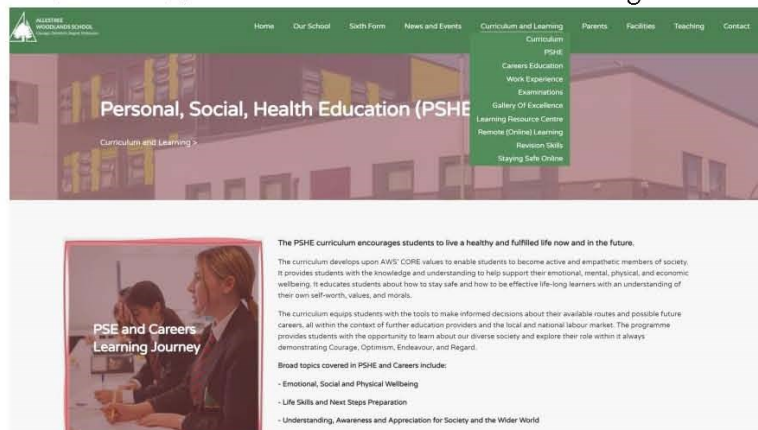 ALLESTREE
WOODLANDS SCHOOL
Home Our School Sixth Form News and Events Curriculum and Learning Parents Facilities Teaching Contact
Curriculum
PSHE
Careers Education
Work Experience
Examinations
Gallery Of Excellence
Learning Resource Centre
Remote (Online) Learning
Revision Skills
Staying Safe Online
Personal, Social, Health Education (PSHE
Curriculum and Learning >
PSE and Careers
Learning Journey
The PSHE curriculum encourages students to live a healthy and fulfilled life now and in the future.
The curriculum develops upon AWS' CORE values to enable students to become active and empathetic members of society.
It provides students with the knowledge and understanding to help support their emotional, mental, physical, and economic
wellbeing. It educates students about how to stay safe and how to be effective life-long learners with an understanding of
their own self-worth, values, and morals.
The curriculum equips students with the tools to make informed decisions about their available routes and possible future
careers, all within the context of further education providers and the local and national labour market. The programme
provides students with the opportunity to learn about our diverse society and explore their role within it always
demonstrating Courage, Optimism, Endeavour, and Regard.
Broad topics covered in PSHE and Careers include:
- Emotional, Social and Physical Wellbeing
- Life Skills and Next Steps Preparation
- Understanding, Awareness and Appreciation for Society and the Wider World